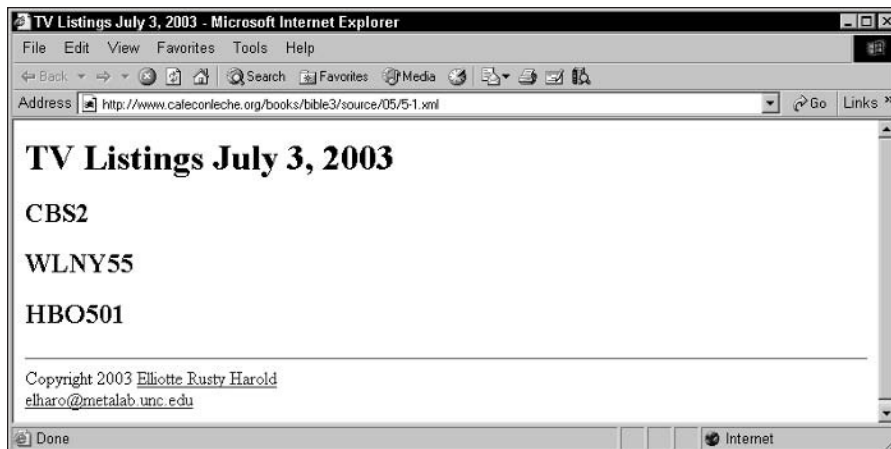 TV Listings July 3, 2003 - Microsoft Internet Explorer
File Edit View Favorites Tools Help
Back Search Favorites Media
Address http://www.cafeconleche.org/books/bible3/source/05/5-1.xml Go Links »
TV Listings July 3, 2003
CBS2
WLNY55
HBO501
Copyright 2003 Elliotte Rusty Harold
elharo@metalab.unc.edu
Done Internet